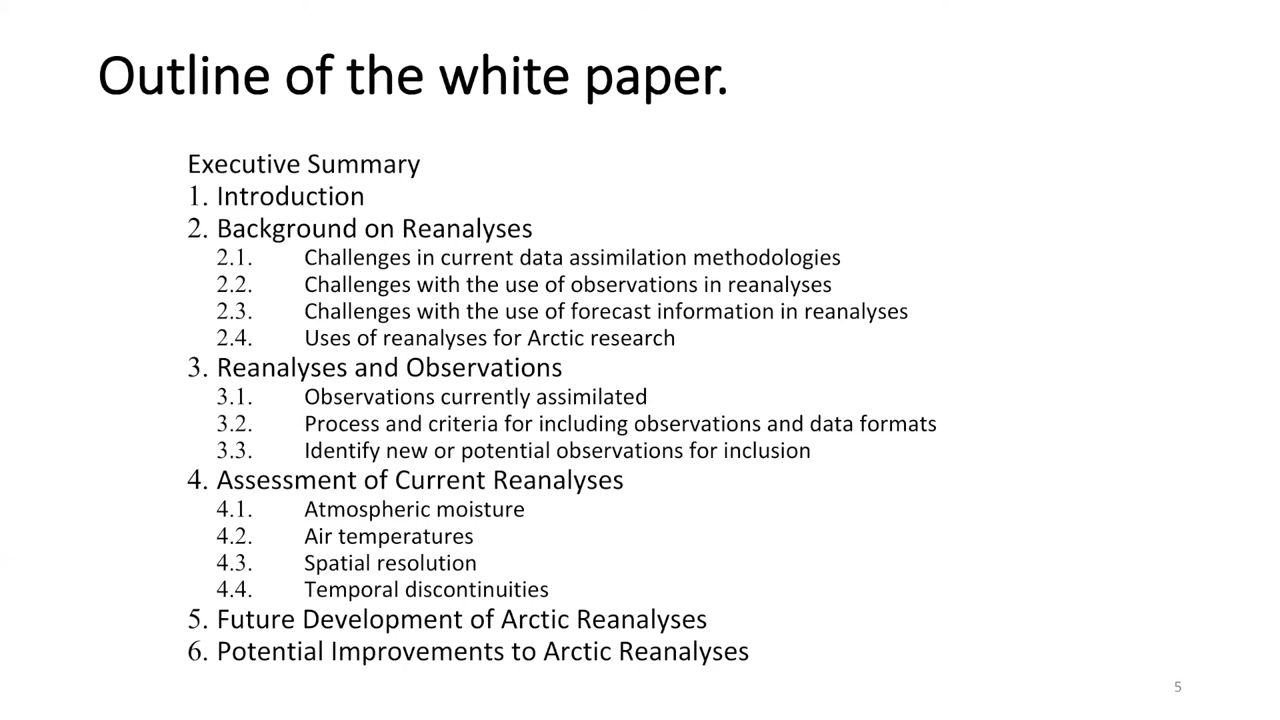 Outline of the white paper.
Executive Summary
1. Introduction
2. Background on Reanalyses
2.1. Challenges in current data assimilation methodologies
2.2. Challenges with the use of observations in reanalyses
2.3. Challenges with the use of forecast information in reanalyses
2.4. Uses of reanalyses for Arctic research
3. Reanalyses and Observations
3.1. Observations currently assimilated
3.2. Process and criteria for including observations and data formats
3.3. Identify new or potential observations for inclusion
4. Assessment of Current Reanalyses
4.1. Atmospheric moisture
4.2. Air temperatures
4.3. Spatial resolution
4.4. Temporal discontinuities
5. Future Development of Arctic Reanalyses
6. Potential Improvements to Arctic Reanalyses
5